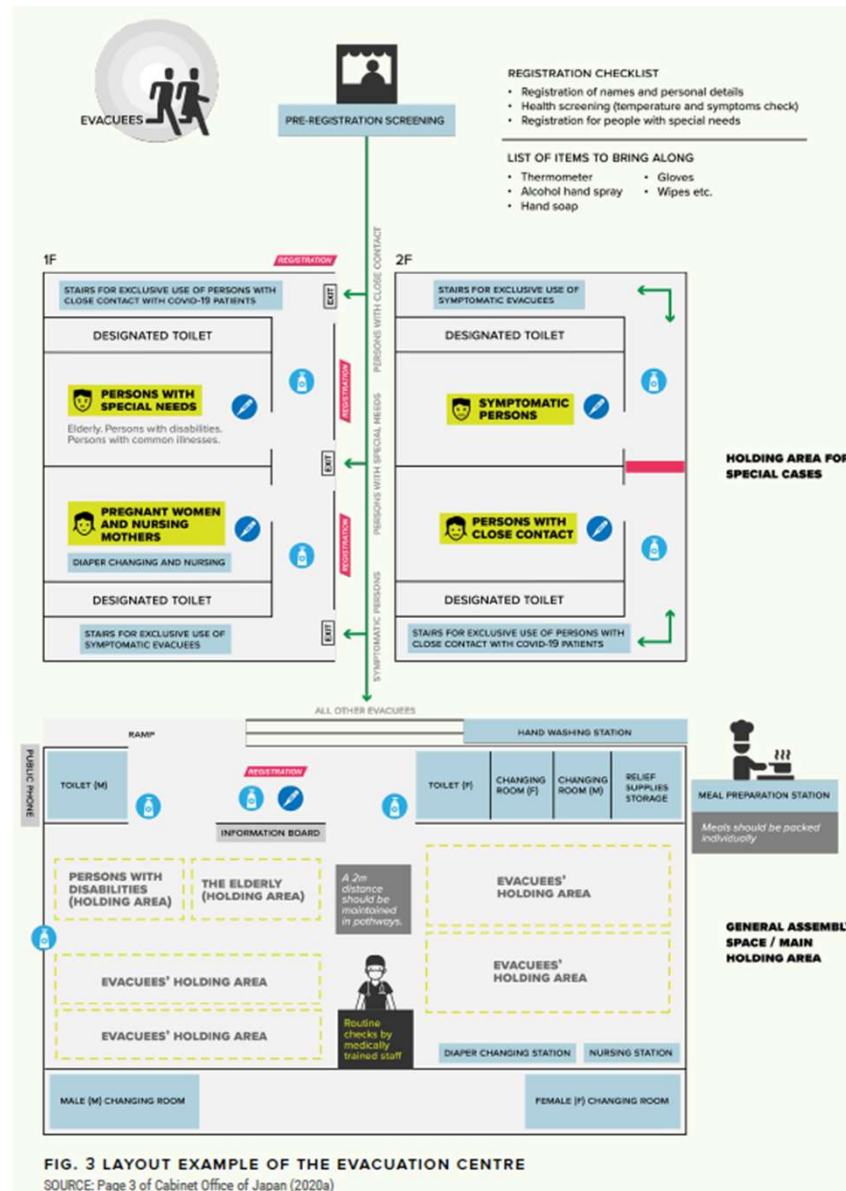 EVACUEES
PRE-REGISTRATION SCREENING
REGISTRATION CHECKLIST
• Registration of names and personal details
• Health screening (temperature and symptoms check)
• Registration for people with special needs
LIST OF ITEMS TO BRING ALONG
• Thermometer
• Alcohol hand spray
• Hand soap
• Gloves
• Wipes etc.
1F
REGISTRATION
STAIRS FOR EXCLUSIVE USE OF PERSONS WITH
CLOSE CONTACT WITH COVID-19 PATIENTS
EXIT
DESIGNATED TOILET
PERSONS WITH
SPECIAL NEEDS
Elderly. Persons with disabilities.
Persons with common illnesses.
REGISTRATION
EXIT
PREGNANT WOMEN
AND NURSING
MOTHERS
DIAPER CHANGING AND NURSING
REGISTRATION
DESIGNATED TOILET
STAIRS FOR EXCLUSIVE USE OF
SYMPTOMATIC EVACUEES
EXIT
PERSONS WITH CLOSE CONTACT
PERSONS WITH SPECIAL NEEDS
SYMPTOMATIC PERSONS
2F
STAIRS FOR EXCLUSIVE USE OF
SYMPTOMATIC EVACUEES
DESIGNATED TOILET
SYMPTOMATIC
PERSONS
PERSONS WITH
CLOSE CONTACT
DESIGNATED TOILET
STAIRS FOR EXCLUSIVE USE OF PERSONS WITH
CLOSE CONTACT WITH COVID-19 PATIENTS
HOLDING AREA FOR
SPECIAL CASES
ALL OTHER EVACUEES
RAMP
HAND WASHING STATION
PUBLIC PHONE
TOILET (M)
REGISTRATION
INFORMATION BOARD
TOILET (F)
CHANGING
ROOM (F)
CHANGING
ROOM (M)
RELIEF
SUPPLIES
STORAGE
MEAL PREPARATION STATION
Meals should be packed
individually
PERSONS WITH
DISABILITIES
(HOLDING AREA)
THE ELDERLY
(HOLDING AREA)
A 2m
distance
should be
maintained
in pathways.
EVACUEES'
HOLDING AREA
EVACUEES'
HOLDING AREA
GENERAL ASSEMBLY
SPACE / MAIN
HOLDING AREA
EVACUEES' HOLDING AREA
EVACUEES' HOLDING AREA
Routine
checks by
medically
trained staff
DIAPER CHANGING STATION
NURSING STATION
MALE (M) CHANGING ROOM
FEMALE (F) CHANGING ROOM
FIG. 3 LAYOUT EXAMPLE OF THE EVACUATION CENTRE
SOURCE: Page 3 of Cabinet Office of Japan (2020a)